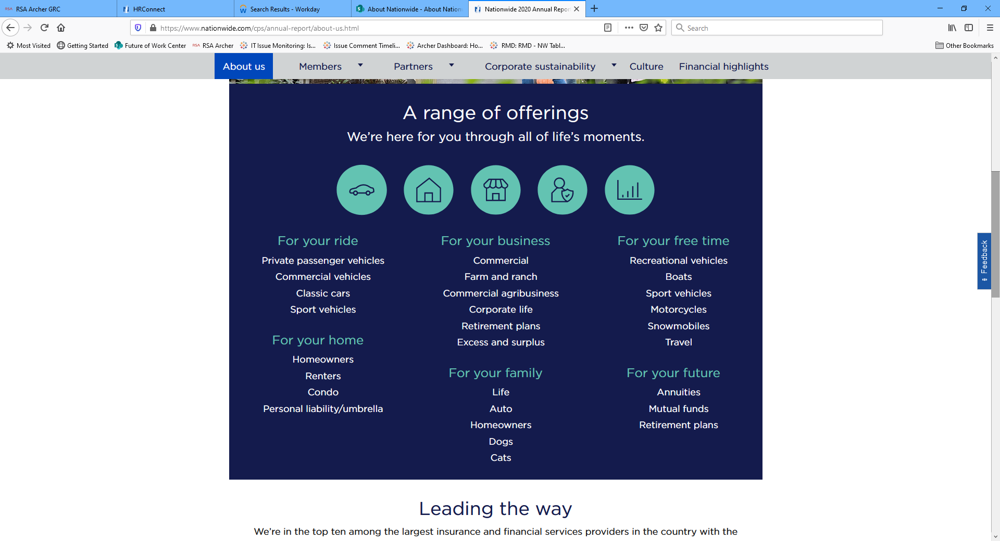 RSA RSA Archer GRC
HRConnect
Search Results - Workday
About Nationwide - About Nation
Nationwide 2020 Annual Repor
https://www.nationwide.com/cps/annual-report/about-us.html
Search
Most Visited
Getting Started
Future of Work Center
RSA RSA Archer
IT Issue Monitoring: Is...
Issue Comment Timeli...
Archer Dashboard: Ho...
RMD: RMD - NW Tabl...
Other Bookmarks
About us
Members
Partners
Corporate sustainability
Culture
Financial highlights
A range of offerings
We’re here for you through all of life’s moments.
For your ride
Private passenger vehicles
Commercial vehicles
Classic cars
Sport vehicles
For your home
Homeowners
Renters
Condo
Personal liability/umbrella
For your business
Commercial
Farm and ranch
Commercial agribusiness
Corporate life
Retirement plans
Excess and surplus
For your family
Life
Auto
Homeowners
Dogs
Cats
For your free time
Recreational vehicles
Boats
Sport vehicles
Motorcycles
Snowmobiles
Travel
For your future
Annuities
Mutual funds
Retirement plans
Feedback
Leading the way
We’re in the top ten among the largest insurance and financial services providers in the country with the